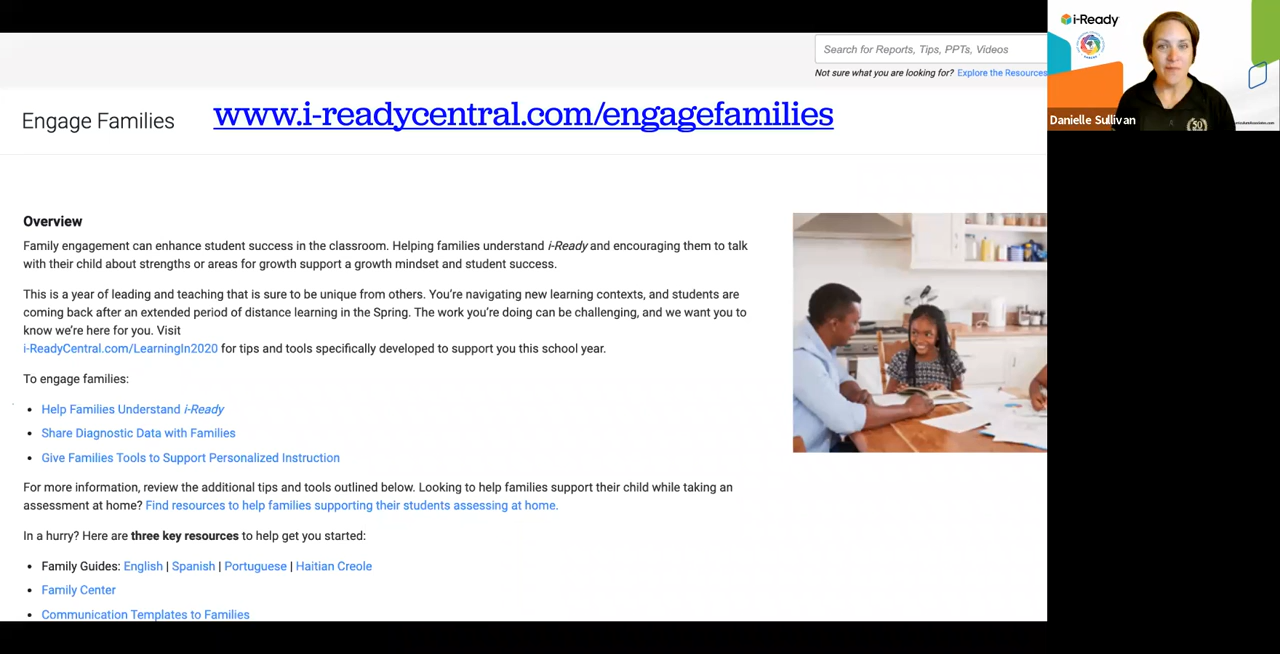 Search for Reports, Tips, PPTs, Videos
Not sure what you are looking for? Explore the Resources
Engage Families
www.i-readycentral.com/engagefamilies
Overview
Family engagement can enhance student success in the classroom. Helping families understand i-Ready and encouraging them to talk
with their child about strengths or areas for growth support a growth mindset and student success.
This is a year of leading and teaching that is sure to be unique from others. You're navigating new learning contexts, and students are
coming back after an extended period of distance learning in the Spring. The work you're doing can be challenging, and we want you to
know we're here for you. Visit
i-ReadyCentral.com/LearningIn2020 for tips and tools specifically developed to support you this school year.
To engage families:
• Help Families Understand i-Ready
• Share Diagnostic Data with Families
• Give Families Tools to Support Personalized Instruction
For more information, review the additional tips and tools outlined below. Looking to help families support their child while taking an
assessment at home? Find resources to help families supporting their students assessing at home.
In a hurry? Here are three key resources to help get you started:
• Family Guides: English | Spanish | Portuguese | Haitian Creole
• Family Center
• Communication Templates to Families
i-Ready
Danielle Sullivan
50